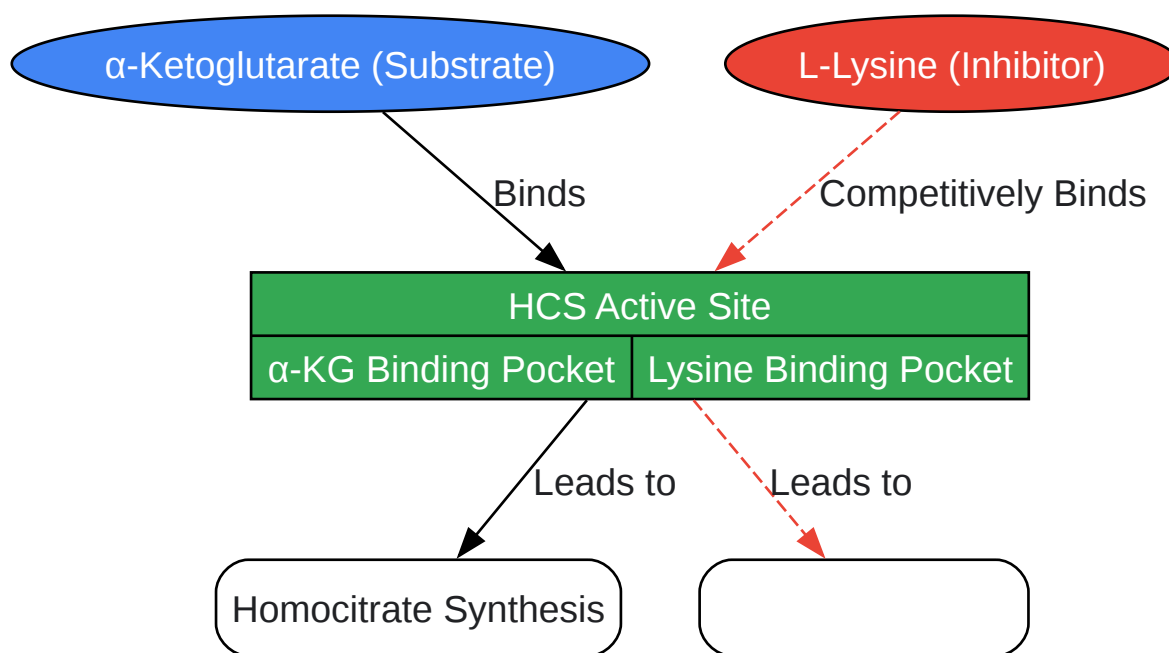 α-Ketoglutarate (Substrate)
L-Lysine (Inhibitor)
Binds
Competitively Binds
HCS Active Site
α-KG Binding Pocket
Lysine Binding Pocket
Leads to
Leads to
Homocitrate Synthesis